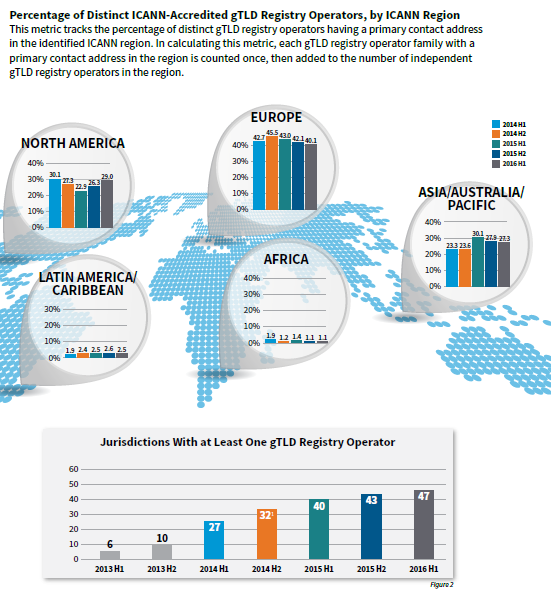 Percentage of Distinct ICANN-Accredited gTLD Registry Operators, by ICANN Region
This metric tracks the percentage of distinct gTLD registry operators having a primary contact address
in the identified ICANN region. In calculating this metric, each gTLD registry operator family with a
primary contact address in the region is counted once, then added to the number of independent
gTLD registry operators in the region.
EUROPE
42.7 45.5 43.0 42.1 40.1
40%
30%
20%
10%
0%
2014 H1
2014 H2
2015 H1
2015 H2
2016 H1
NORTH AMERICA
40%
30%
20%
10%
0%
30.1 27.3 22.9 26.3 29.0
ASIA/AUSTRALIA/
PACIFIC
40%
30%
20%
10%
0%
23.3 23.6 30.1 27.9 27.3
AFRICA
40%
30%
20%
10%
0%
1.9 1.2 1.4 1.1 1.1
LATIN AMERICA/
CARIBBEAN
30%
20%
10%
0%
1.9 2.4 2.5 2.6 2.5
Jurisdictions With at Least One gTLD Registry Operator
60
50
40
30
20
10
0
6
10
27
32
40
43
47
2013 H1 2013 H2 2014 H1 2014 H2 2015 H1 2015 H2 2016 H1
Figure 2